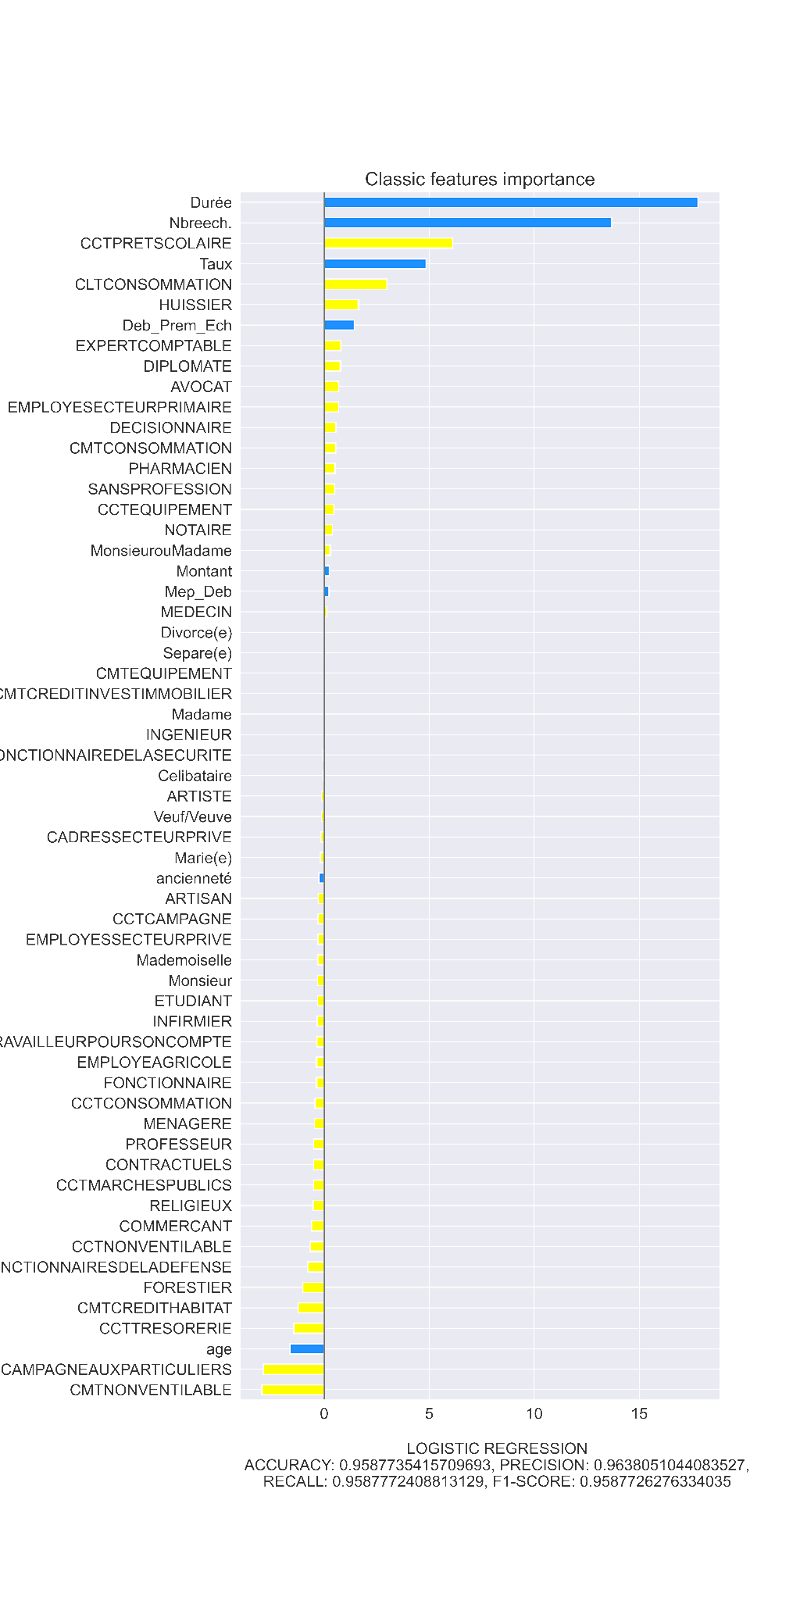 Classic features importance
Durée
Nbreech.
CCTPRETSCOLAIRE
Taux
CLTCONSOMMATION
HUISSIER
Deb_Prem_Ech
EXPERTCOMPTABLE
DIPLOMATE
AVOCAT
EMPLOYESECTEURPRIMAIRE
DECISIONNAIRE
CMTCONSOMMATION
PHARMACIEN
SANSPROFESSION
CCTEQUIPEMENT
NOTAIRE
MonsieurouMadame
Montant
Mep_Deb
MEDECIN
Divorce(e)
Separe(e)
CMTEQUIPEMENT
CMTCREDITINVESTIMMOBILIER
Madame
INGENIEUR
ONCTIONNAIREDELASECURITE
Celibataire
ARTISTE
Veuf/Veuve
CADRESSECTEURPRIVE
Marie(e)
ancienneté
ARTISAN
CCTCAMPAGNE
EMPLOYESSECTEURPRIVE
Mademoiselle
Monsieur
ETUDIANT
INFIRMIER
RAVAILLEURPOURSONCOMPTE
EMPLOYEAGRICOLE
FONCTIONNAIRE
CCTCONSOMMATION
MENAGERE
PROFESSEUR
CONTRACTUELS
CCTMARCHESPUBLICS
RELIGIEUX
COMMERCANT
CCTNONVENTILABLE
NCTIONNAIRESDELADEFENSE
FORESTIER
CMTCREDITHABITAT
CCTTRESORERIE
age
CAMPAGNEAUXPARTICULIERS
CMTNONVENTILABLE
0 5 10 15
LOGISTIC REGRESSION
ACCURACY: 0.9587735415709693, PRECISION: 0.9638051044083527,
RECALL: 0.9587772408813129, F1-SCORE: 0.9587726276334035